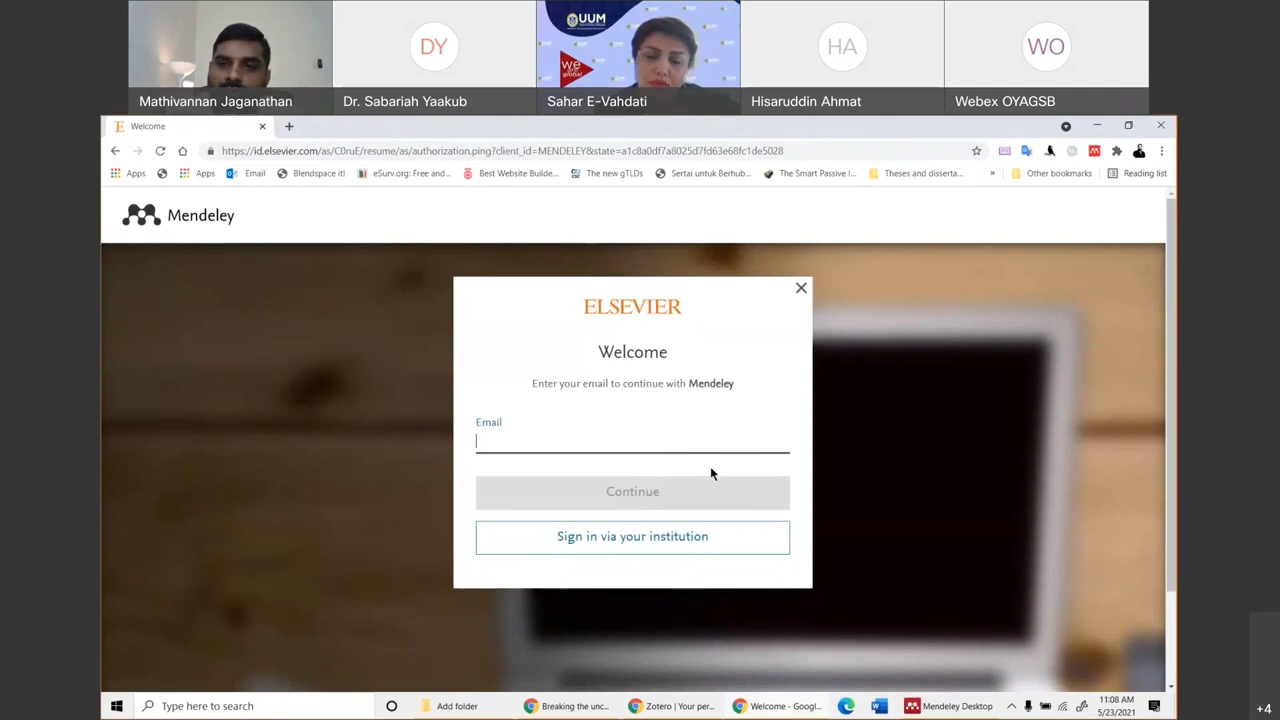 UUM
we are global
DY
HA
WO
Mathivannan Jaganathan
Dr. Sabariah Yaakub
Sahar E-Vahdati
Hisaruddin Ahmat
Webex OYAGSB
E Welcome
https://id.elsevier.com/as/C0ruE/resume/as/authorization.ping?client_id=MENDELEY&state=a1c8a0df7a8025d7fd63e68fc1de5028
Apps Apps Email Blendspace it! eSurv.org: Free and... Best Website Builde... The new gTLDs Sertai untuk Berhub... The Smart Passive I... Theses and disserta... » Other bookmarks Reading list
Mendeley
ELSEVIER
Welcome
Enter your email to continue with Mendeley
Email
Continue
Sign in via your institution
Type here to search
Add folder
Breaking the unc...
Zotero | Your per...
Welcome - Googl...
Mendeley Desktop
11:08 AM
5/23/2021
+4